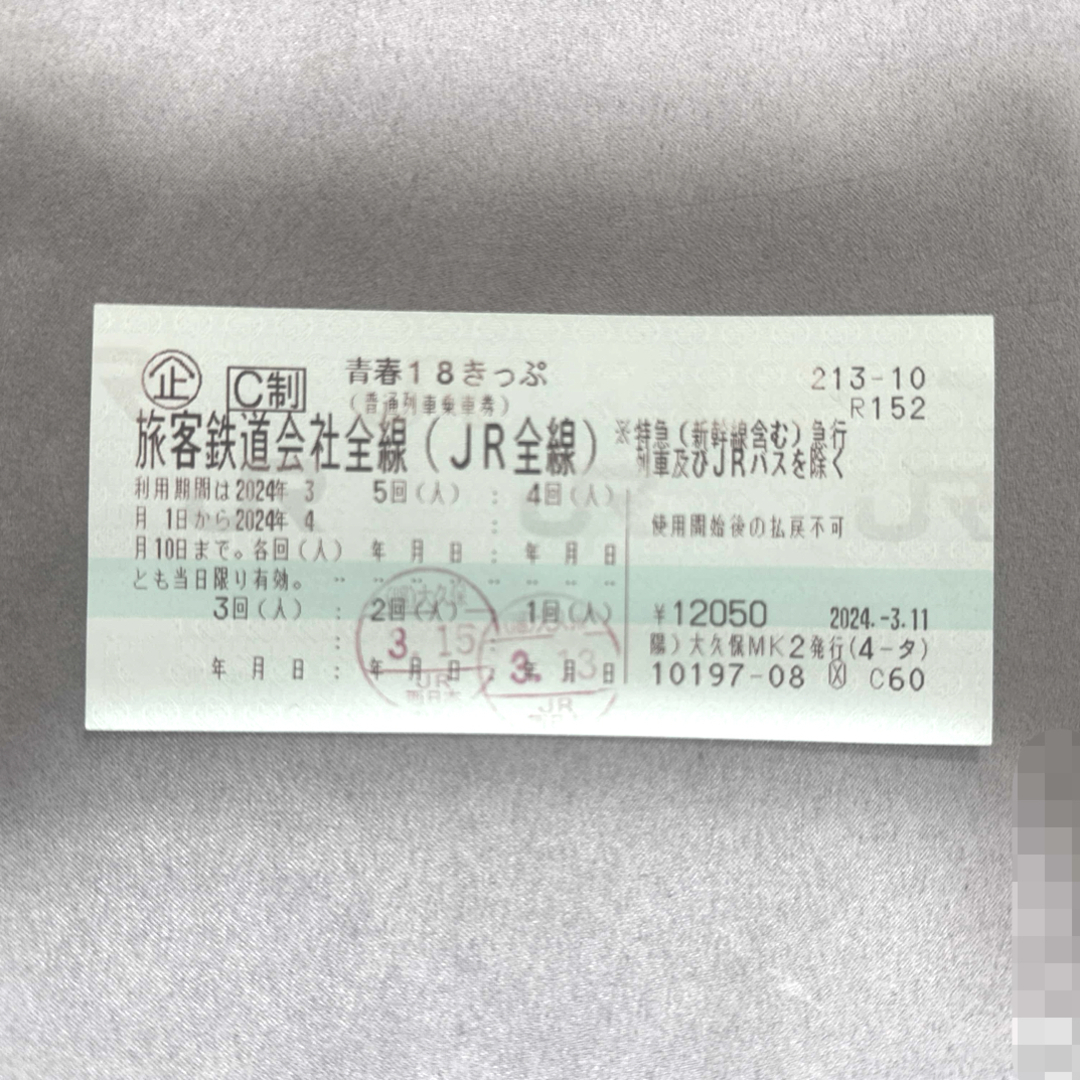 企 C制 青春18きっぷ 213-10
(普通列車乗車券) R152
旅客鉄道会社全線(JR全線) ※特急(新幹線含む)急行
列車及びJRバスを除く
利用期間は2024年 3 5回(人) : 4回(人)
月 1日から2024年 4 : 使用開始後の払戻不可
月10日まで。各回(人) 年 月 日 : 年 月 日
とも当日限り有効。
3回(人) : 2回(人) 1回(人) ¥12050 2024.-3.11
: 陽)大久保MK2発行(4-タ)
年 月 日 : 年 月 日 : 年 月 日 10197-08 C60
大久保
3. 15
JR
西日本
3. 13
JR